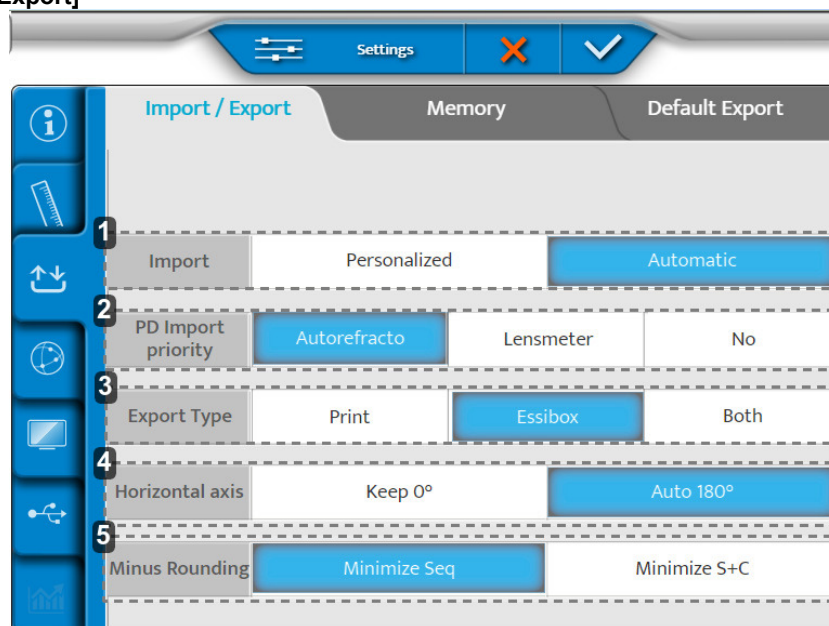 Export]
Settings
Import / Export Memory Default Export
1
Import Personalized Automatic
2
PD Import
priority
Autorefracto Lensmeter No
3
Export Type Print Essibox Both
4
Horizontal axis Keep 0° Auto 180°
5
Minus Rounding Minimize Seq Minimize S+C